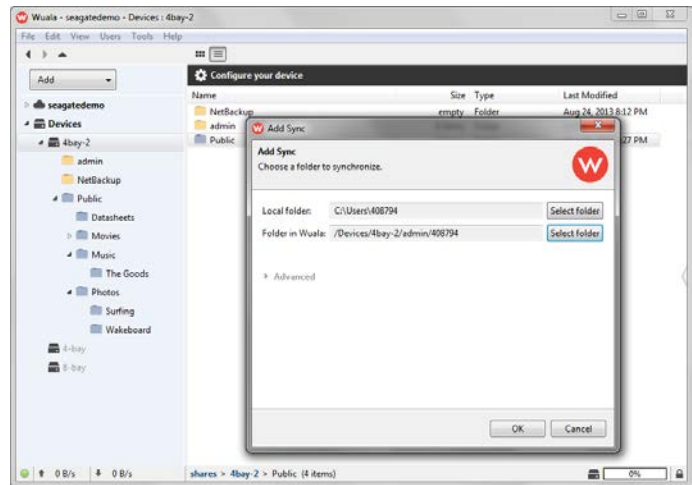 Wuala - seagatedemo - Devices : 4bay-2
File Edit View Users Tools Help
Add
Configure your device
Name Size Type Last Modified
seagatedemo
Devices
4bay-2
admin
NetBackup
Public
Datasheets
Movies
Music
The Goods
Photos
Surfing
Wakeboard
4-bay
8-bay
NetBackup empty Folder Aug 24, 2013 8:12 PM
admin
Public
27 PM
Add Sync
Add Sync
Choose a folder to synchronize.
W
Local folder: C:\Users\408794 Select folder
Folder in Wuala: /Devices/4bay-2/admin/408794 Select folder
Advanced
OK Cancel
0 B/s 0 B/s shares > 4bay-2 > Public (4 items) 0%